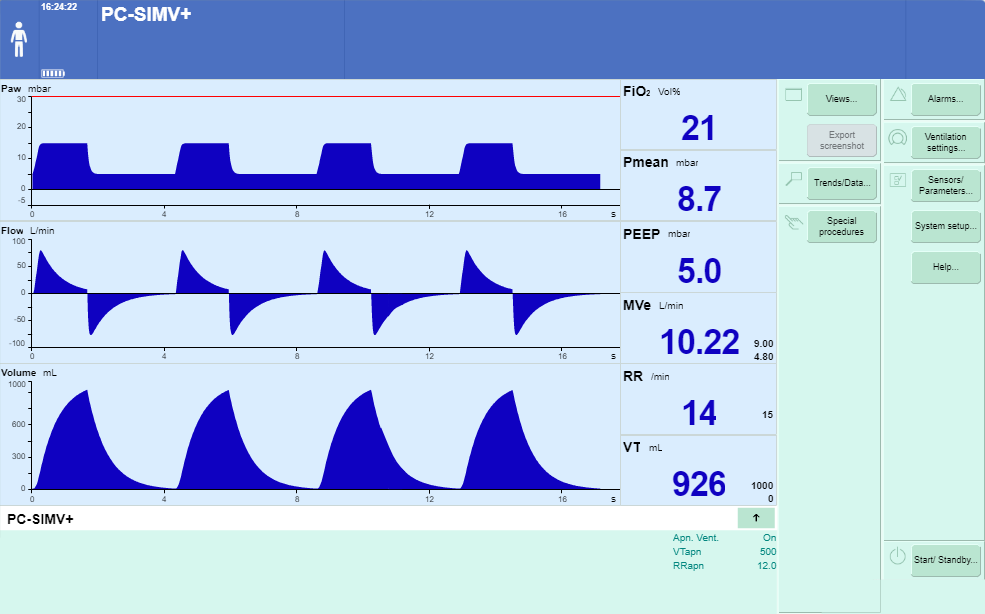 16:24:22
PC-SIMV+
Paw mbar
30
20
10
0
-5
0 4 8 12 16 s
Flow L/min
100
50
0
-50
-100
0 4 8 12 16 s
Volume mL
1000
600
300
0
0 4 8 12 16 s
FiO₂ Vol%
21
Pmean mbar
8.7
PEEP mbar
5.0
MVe L/min
10.22
9.00
4.80
RR /min
14
15
VT mL
926
1000
0
Views...
Export
screenshot
Trends/Data...
Special
procedures
Alarms...
Ventilation
settings...
Sensors/
Parameters...
System setup...
Help...
Start/ Standby...
PC-SIMV+
Apn. Vent. On
VTapn 500
RRapn 12.0